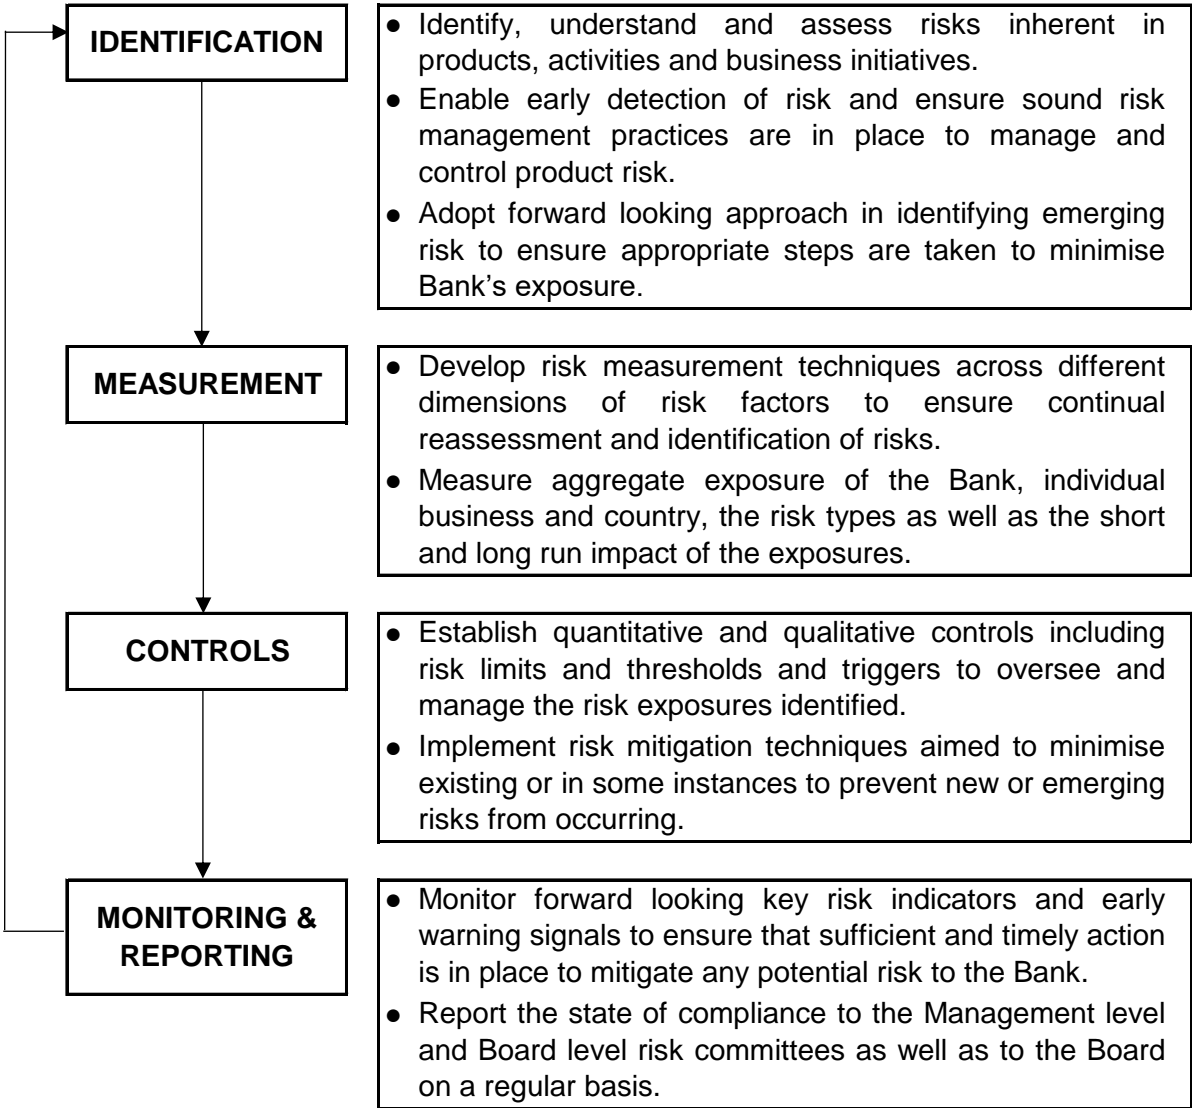 IDENTIFICATION
● Identify, understand and assess risks inherent in
products, activities and business initiatives.
● Enable early detection of risk and ensure sound risk
management practices are in place to manage and
control product risk.
● Adopt forward looking approach in identifying emerging
risk to ensure appropriate steps are taken to minimise
Bank’s exposure.
MEASUREMENT
● Develop risk measurement techniques across different
dimensions of risk factors to ensure continual
reassessment and identification of risks.
● Measure aggregate exposure of the Bank, individual
business and country, the risk types as well as the short
and long run impact of the exposures.
CONTROLS
● Establish quantitative and qualitative controls including
risk limits and thresholds and triggers to oversee and
manage the risk exposures identified.
● Implement risk mitigation techniques aimed to minimise
existing or in some instances to prevent new or emerging
risks from occurring.
MONITORING &
REPORTING
● Monitor forward looking key risk indicators and early
warning signals to ensure that sufficient and timely action
is in place to mitigate any potential risk to the Bank.
● Report the state of compliance to the Management level
and Board level risk committees as well as to the Board
on a regular basis.